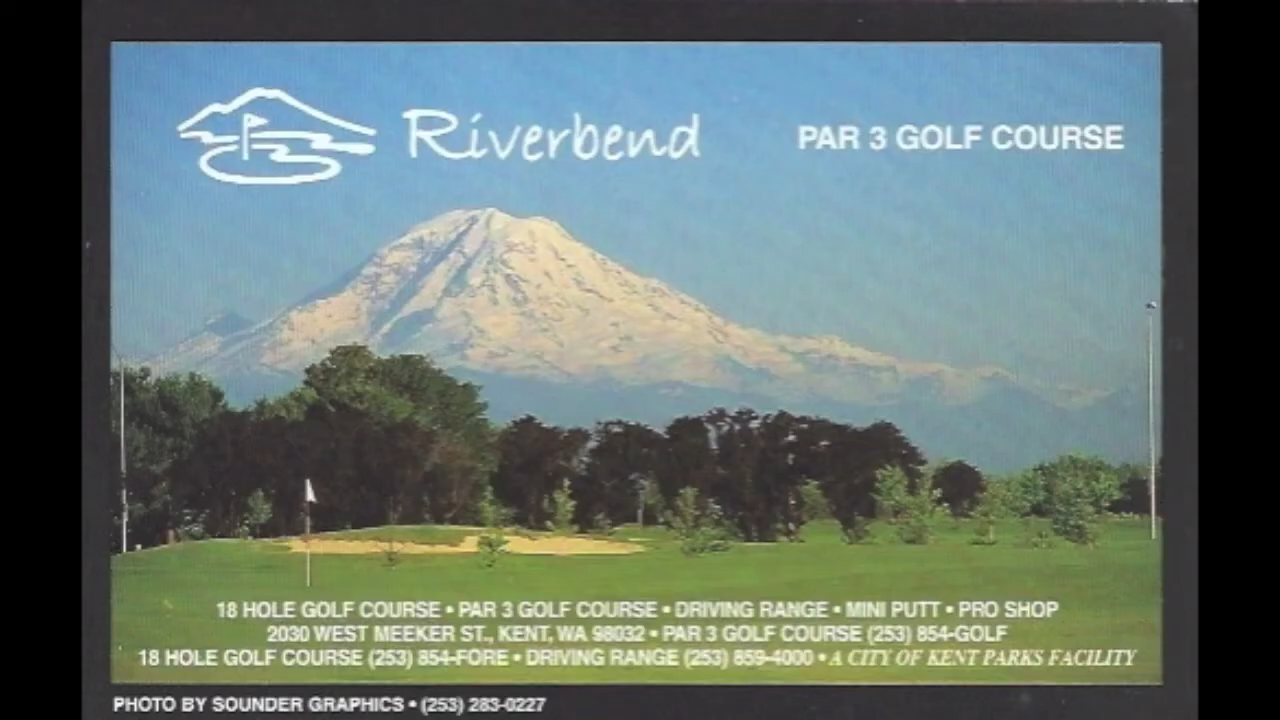 Riverbend
PAR 3 GOLF COURSE
18 HOLE GOLF COURSE • PAR 3 GOLF COURSE • DRIVING RANGE • MINI PUTT • PRO SHOP
2030 WEST MEEKER ST., KENT, WA 98032 • PAR 3 GOLF COURSE (253) 854-GOLF
18 HOLE GOLF COURSE (253) 854-FORE • DRIVING RANGE (253) 859-4000 • A CITY OF KENT PARKS FACILITY
PHOTO BY SOUNDER GRAPHICS • (253) 283-0227